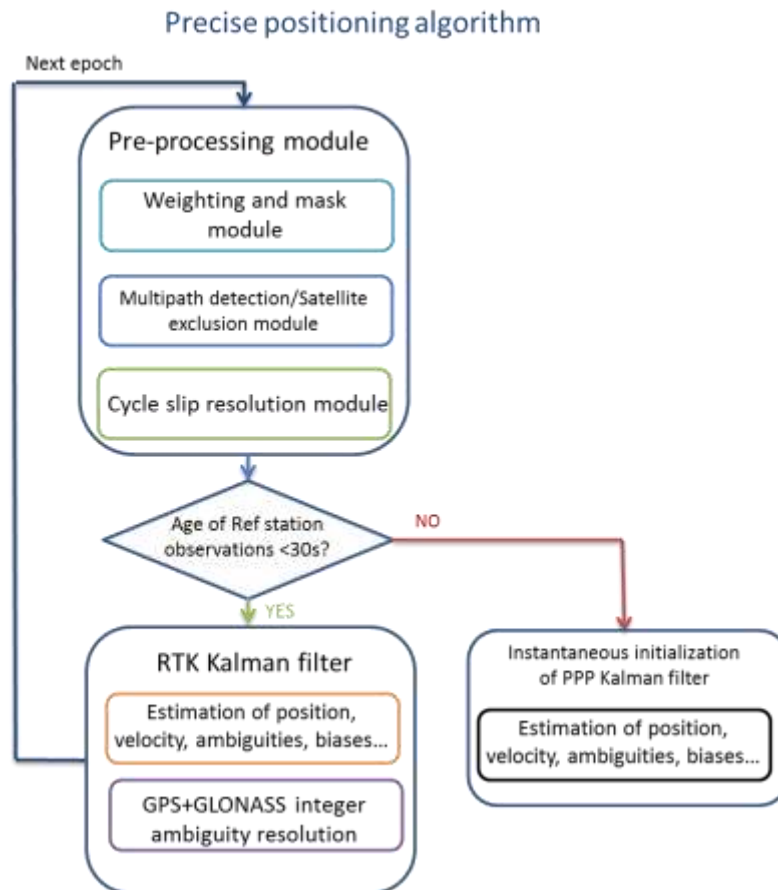 Precise positioning algorithm
Next epoch
Pre-processing module
Weighting and mask
module
Multipath detection/Satellite
exclusion module
Cycle slip resolution module
Age of Ref station
observations <30s?
NO
YES
RTK Kalman filter
Estimation of position,
velocity, ambiguities, biases...
GPS+GLONASS integer
ambiguity resolution
Instantaneous initialization
of PPP Kalman filter
Estimation of position,
velocity, ambiguities, biases...